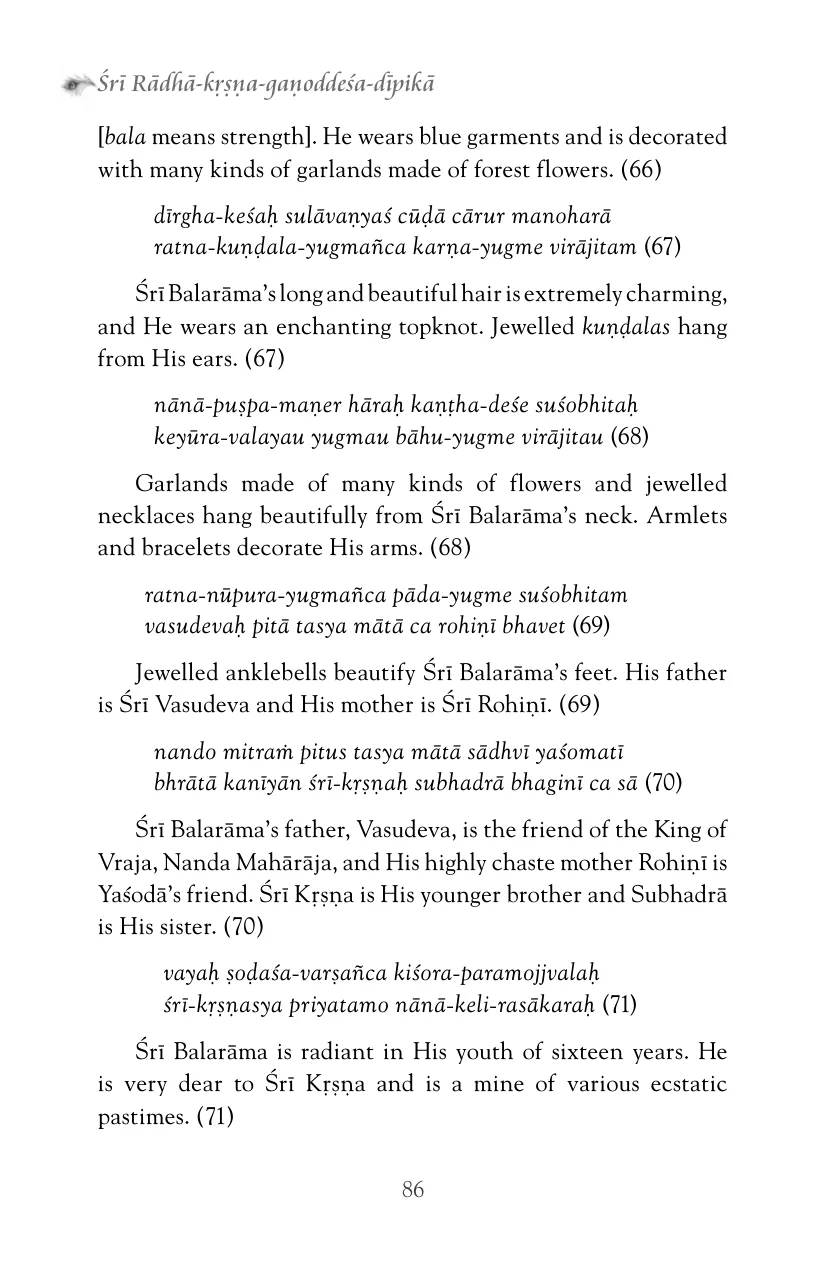 Śrī Rādhā-kṛṣṇa-gaṇoddeśa-dīpikā
[bala means strength]. He wears blue garments and is decorated
with many kinds of garlands made of forest flowers. (66)
dīrgha-keśaḥ sulāvaṇyaś cūḍā cārur manoharā
ratna-kuṇḍala-yugmañca karṇa-yugme virājitam (67)
Śrī Balarāma’s long and beautiful hair is extremely charming,
and He wears an enchanting topknot. Jewelled kuṇḍalas hang
from His ears. (67)
nānā-puṣpa-maṇer hāraḥ kaṇṭha-deśe suśobhitaḥ
keyūra-valayau yugmau bāhu-yugme virājitau (68)
Garlands made of many kinds of flowers and jewelled
necklaces hang beautifully from Śrī Balarāma’s neck. Armlets
and bracelets decorate His arms. (68)
ratna-nūpura-yugmañca pāda-yugme suśobhitam
vasudevaḥ pitā tasya mātā ca rohiṇī bhavet (69)
Jewelled anklebells beautify Śrī Balarāma’s feet. His father
is Śrī Vasudeva and His mother is Śrī Rohiṇī. (69)
nando mitraṁ pitus tasya mātā sādhvī yaśomatī
bhrātā kanīyān śrī-kṛṣṇaḥ subhadrā bhaginī ca sā (70)
Śrī Balarāma’s father, Vasudeva, is the friend of the King of
Vraja, Nanda Mahārāja, and His highly chaste mother Rohiṇī is
Yaśodā’s friend. Śrī Kṛṣṇa is His younger brother and Subhadrā
is His sister. (70)
vayaḥ ṣoḍaśa-varṣañca kiśora-paramojjvalaḥ
śrī-kṛṣṇasya priyatamo nānā-keli-rasākaraḥ (71)
Śrī Balarāma is radiant in His youth of sixteen years. He
is very dear to Śrī Kṛṣṇa and is a mine of various ecstatic
pastimes. (71)
86